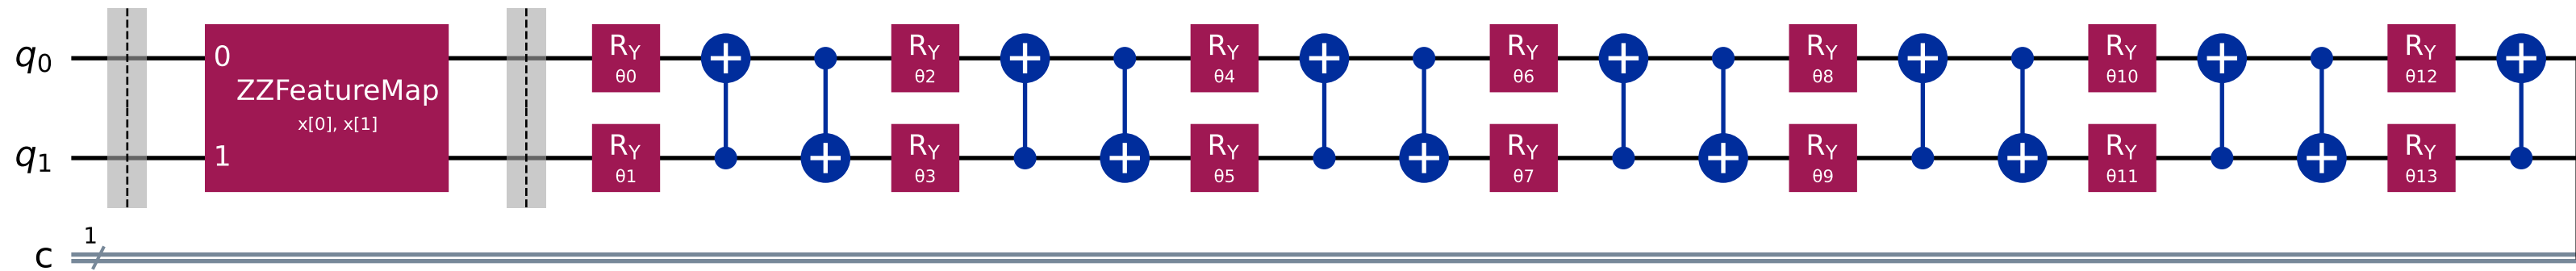 q0 0 ZZFeatureMap RY θ0 RY θ2 RY θ4 RY θ6 RY θ8 RY θ10 RY θ12
x[0], x[1]
q1 1 RY θ1 RY θ3 RY θ5 RY θ7 RY θ9 RY θ11 RY θ13
c 1